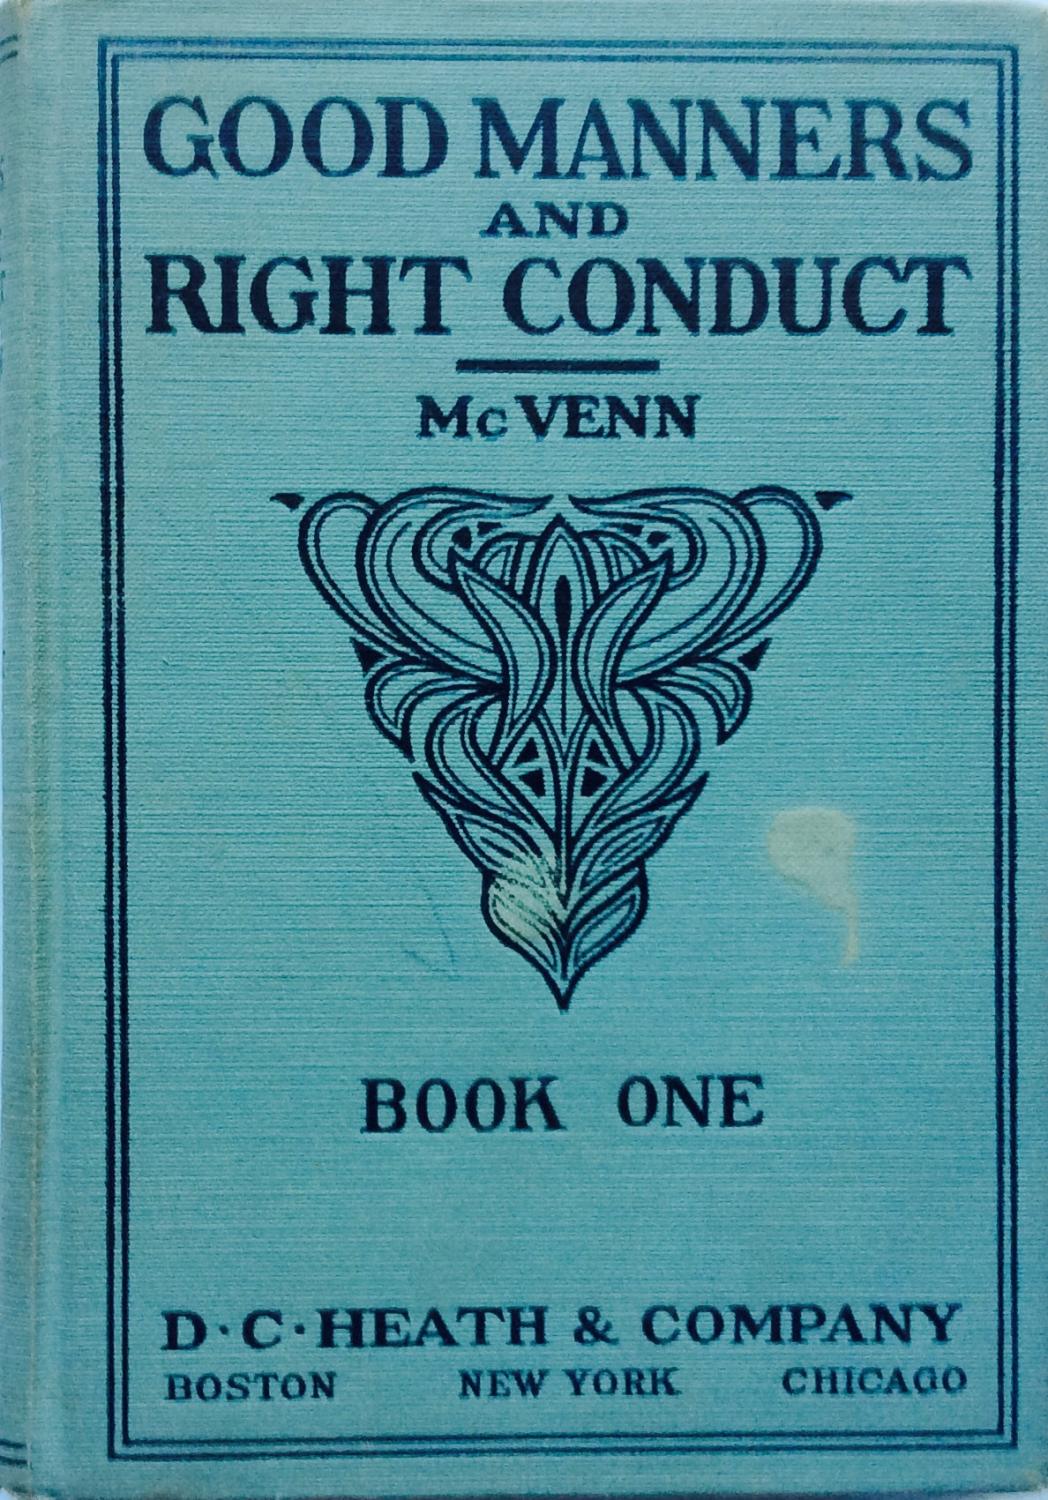 GOOD MANNERS
AND
RIGHT CONDUCT
McVENN
BOOK ONE
D·C·HEATH & COMPANY
BOSTON NEW YORK CHICAGO